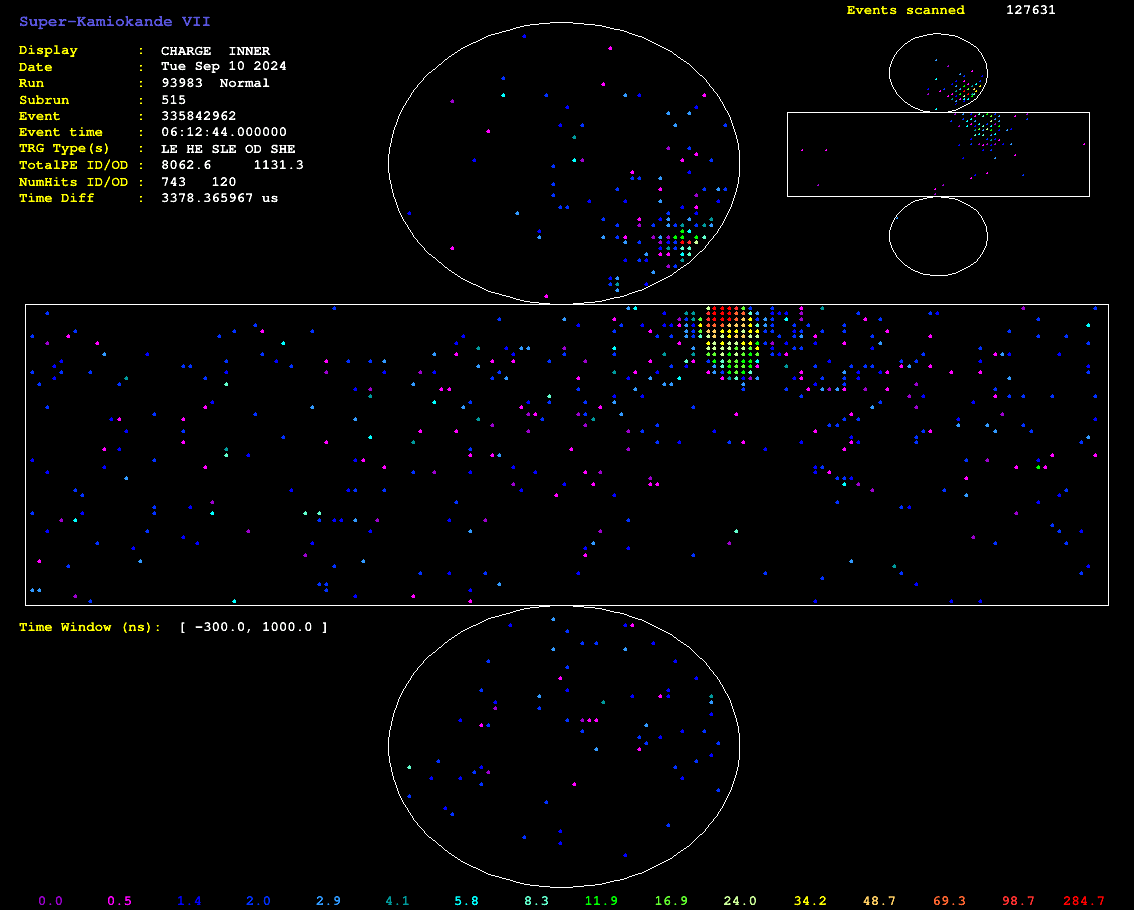 Super-Kamiokande VII
Events scanned 127631
Display : CHARGE INNER
Date : Tue Sep 10 2024
Run : 93983 Normal
Subrun : 515
Event : 335842962
Event time : 06:12:44.000000
TRG Type(s) : LE HE SLE OD SHE
TotalPE ID/OD : 8062.6 1131.3
NumHits ID/OD : 743 120
Time Diff : 3378.365967 us
Time Window (ns): [ -300.0, 1000.0 ]
0.0 0.5 1.4 2.0 2.9 4.1 5.8 8.3 11.9 16.9 24.0 34.2 48.7 69.3 98.7 284.7